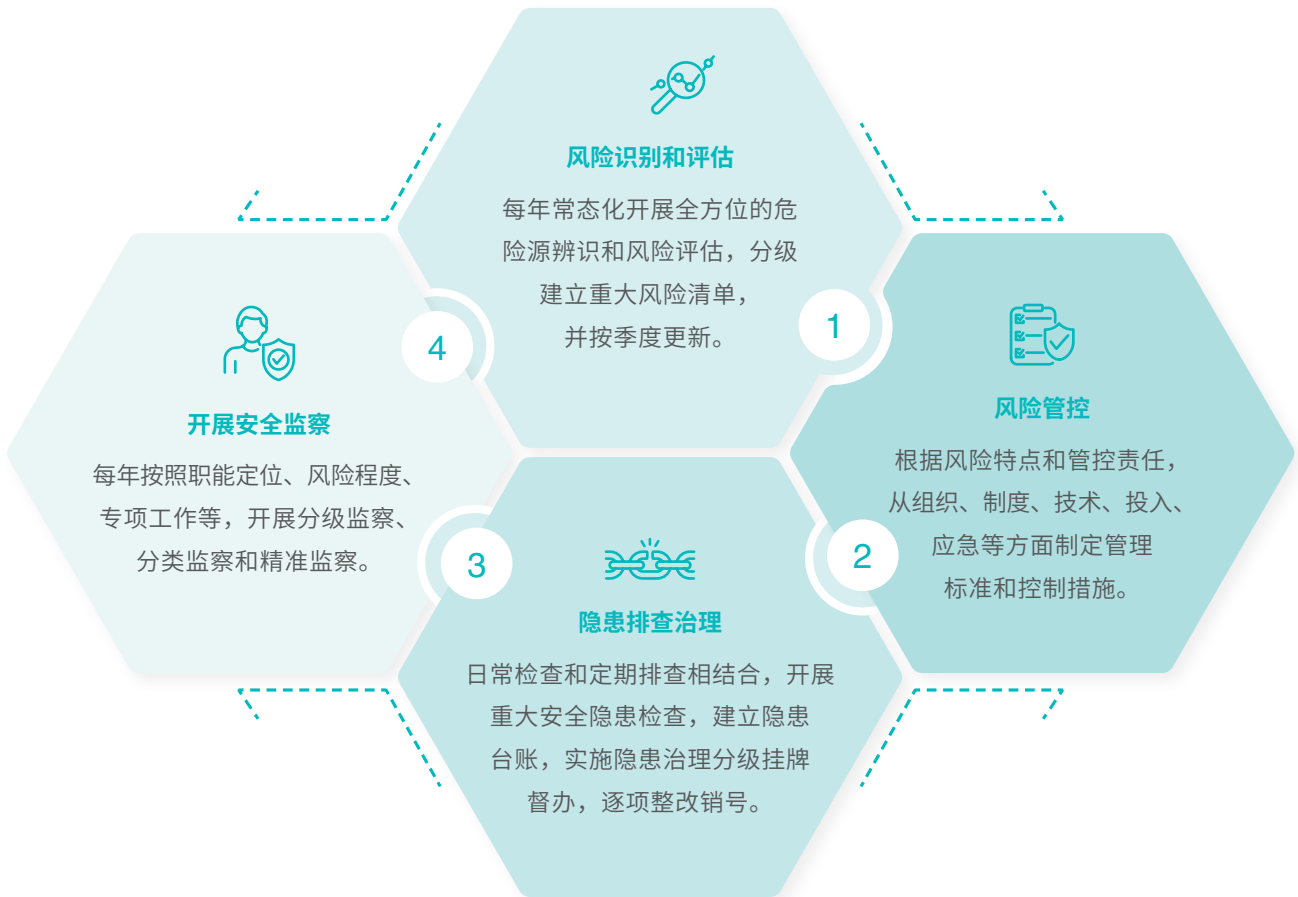 风险识别和评估
每年常态化开展全方位的危
险源辨识和风险评估，分级
建立重大风险清单，
并按季度更新。
1
风险管控
根据风险特点和管控责任，
从组织、制度、技术、投入、
应急等方面制定管理
标准和控制措施。
2
隐患排查治理
日常检查和定期排查相结合，开展
重大安全隐患检查，建立隐患
台账，实施隐患治理分级挂牌
督办，逐项整改销号。
3
开展安全监察
每年按照职能定位、风险程度、
专项工作等，开展分级监察、
分类监察和精准监察。
4